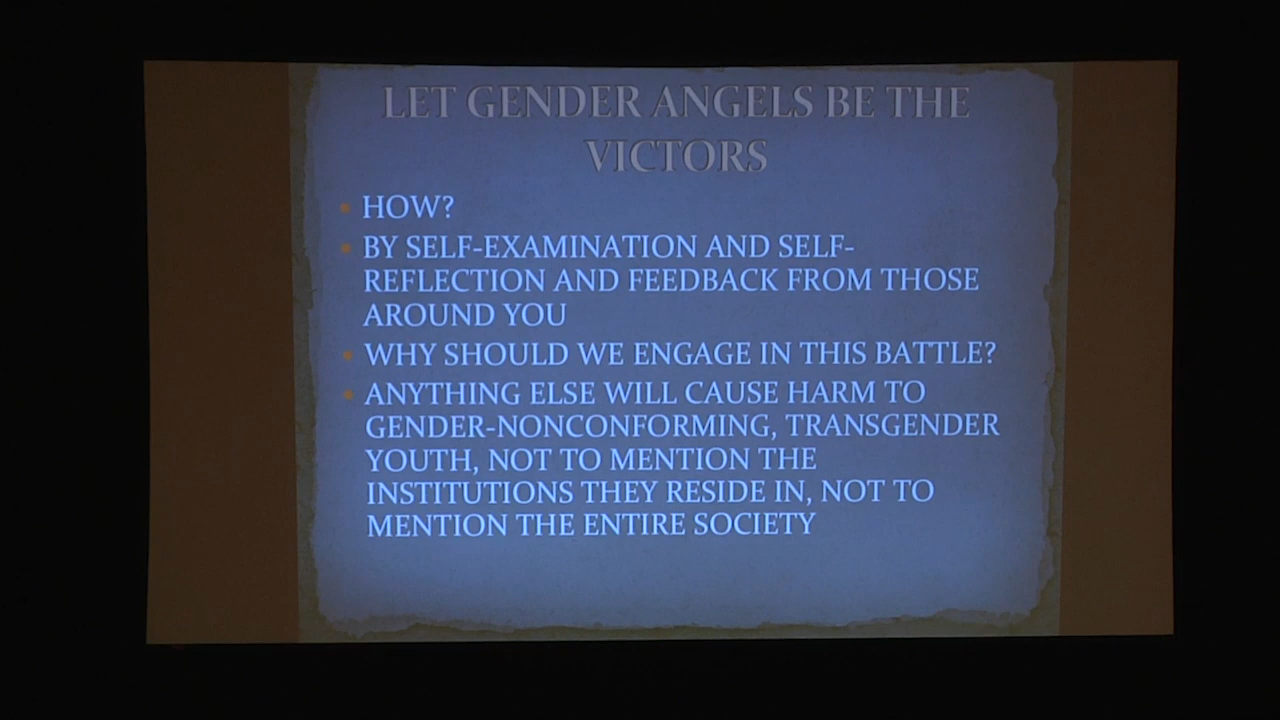 LET GENDER ANGELS BE THE
VICTORS
HOW?
BY SELF-EXAMINATION AND SELF-
REFLECTION AND FEEDBACK FROM THOSE
AROUND YOU
WHY SHOULD WE ENGAGE IN THIS BATTLE?
ANYTHING ELSE WILL CAUSE HARM TO
GENDER-NONCONFORMING, TRANSGENDER
YOUTH, NOT TO MENTION THE
INSTITUTIONS THEY RESIDE IN, NOT TO
MENTION THE ENTIRE SOCIETY